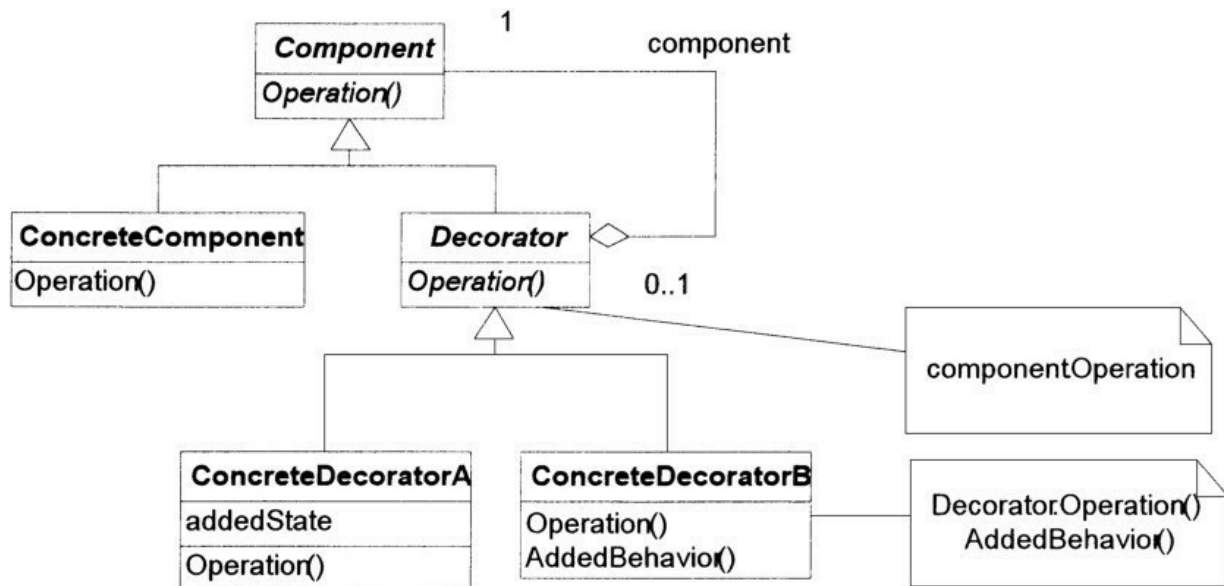 1
Component
component
Operation()
ConcreteComponent
Operation()
Decorator
Operation()
0..1
componentOperation
ConcreteDecoratorA
addedState
Operation()
ConcreteDecoratorB
Operation()
AddedBehavior()
Decorator.Operation()
AddedBehavior()